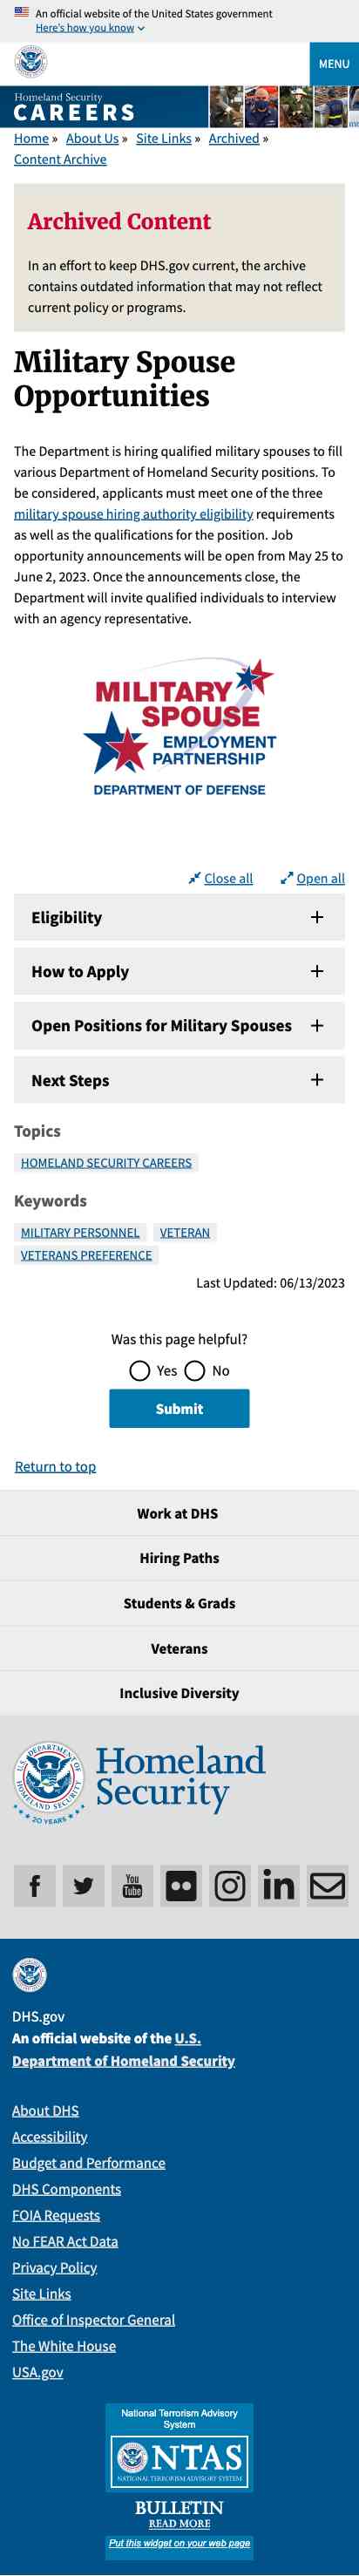 An official website of the United States government
Here's how you know
MENU
Homeland Security
CAREERS
Home » About Us » Site Links » Archived »
Content Archive
Archived Content
In an effort to keep DHS.gov current, the archive
contains outdated information that may not reflect
current policy or programs.
Military Spouse
Opportunities
The Department is hiring qualified military spouses to fill
various Department of Homeland Security positions. To
be considered, applicants must meet one of the three
military spouse hiring authority eligibility requirements
as well as the qualifications for the position. Job
opportunity announcements will be open from May 25 to
June 2, 2023. Once the announcements close, the
Department will invite qualified individuals to interview
with an agency representative.
MILITARY
SPOUSE
EMPLOYMENT
PARTNERSHIP
DEPARTMENT OF DEFENSE
Close all Open all
Eligibility
How to Apply
Open Positions for Military Spouses
Next Steps
Topics
HOMELAND SECURITY CAREERS
Keywords
MILITARY PERSONNEL VETERAN
VETERANS PREFERENCE
Last Updated: 06/13/2023
Was this page helpful?
Yes No
Submit
Return to top
Work at DHS
Hiring Paths
Students & Grads
Veterans
Inclusive Diversity
U.S. DEPARTMENT OF
HOMELAND SECURITY
20 YEARS
Homeland
Security
You
Tube
DHS.gov
An official website of the U.S.
Department of Homeland Security
About DHS
Accessibility
Budget and Performance
DHS Components
FOIA Requests
No FEAR Act Data
Privacy Policy
Site Links
Office of Inspector General
The White House
USA.gov
National Terrorism Advisory
System
NTAS
NATIONAL TERRORISM ADVISORY SYSTEM
BULLETIN
READ MORE
Put this widget on your web page